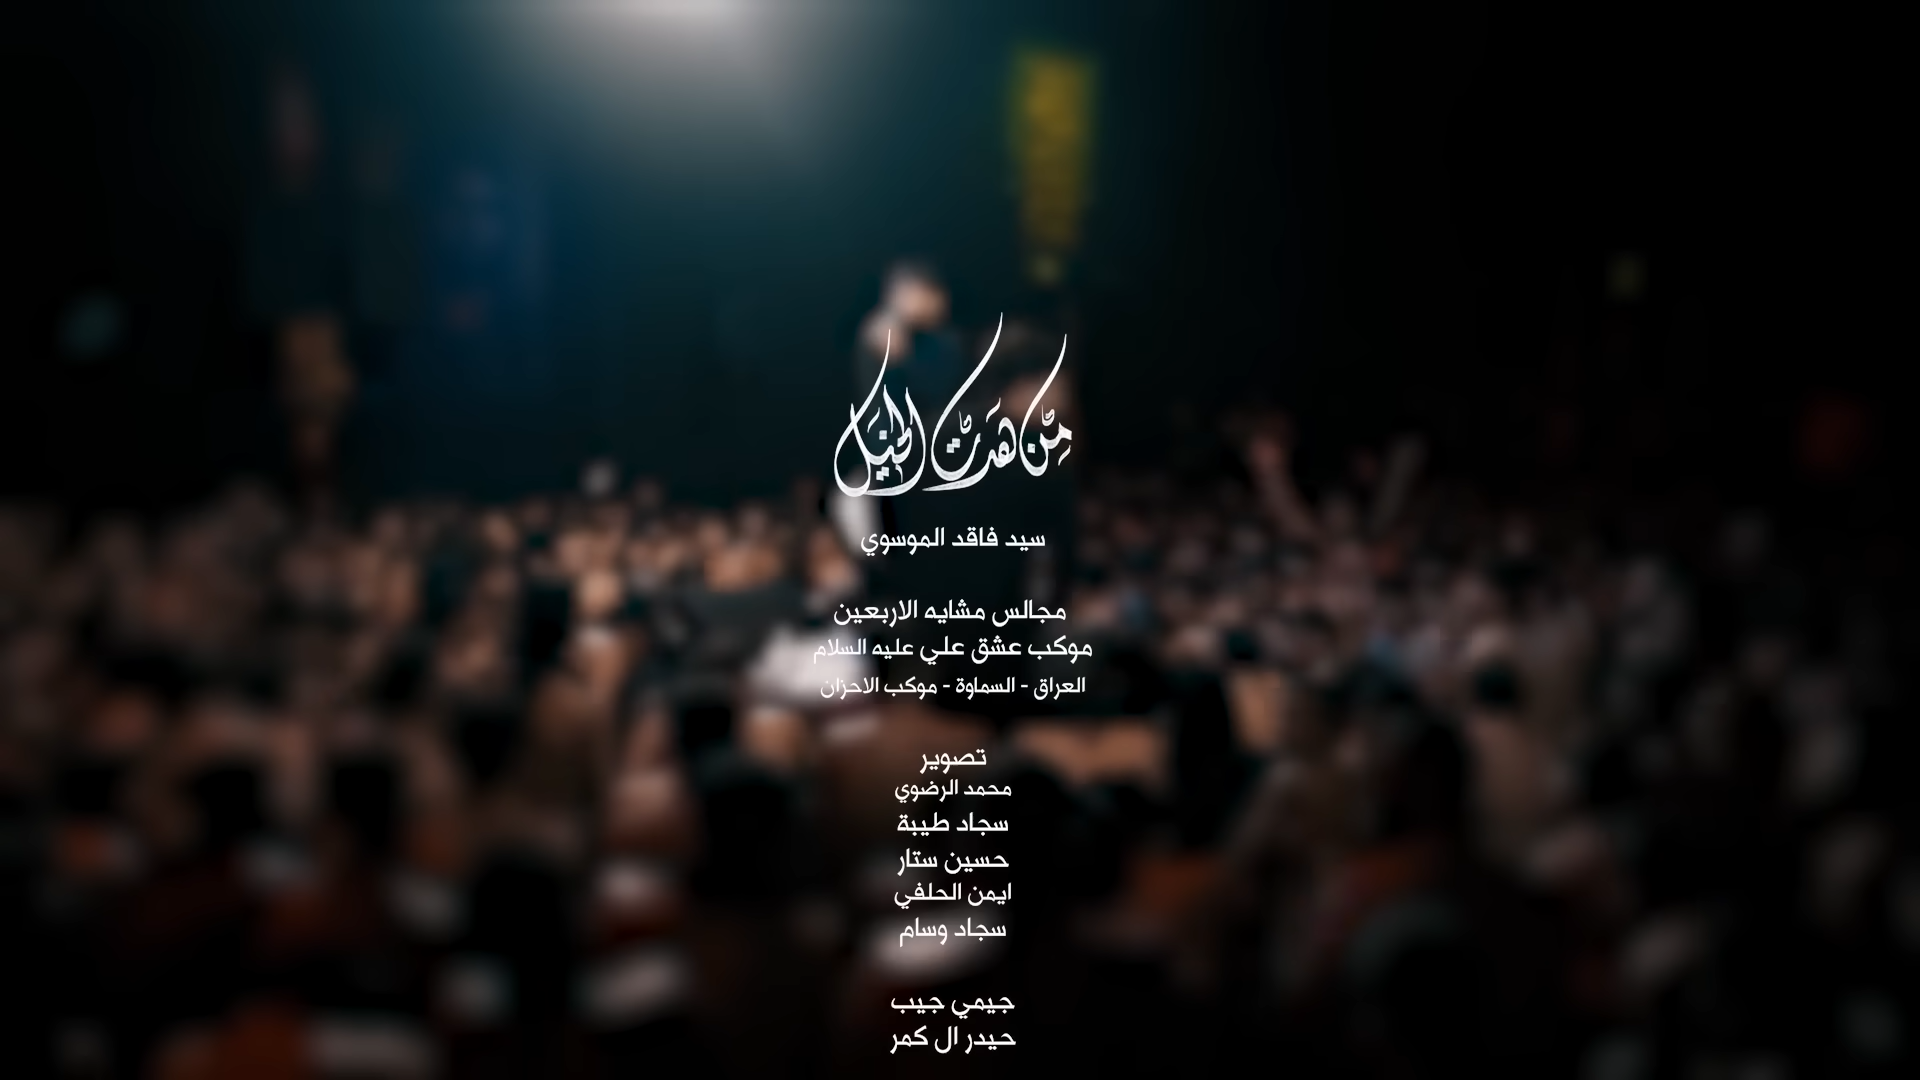 من هدت الخيل
سيد فاقد الموسوي
مجالس مشايه الاربعين
موكب عشق علي عليه السلام
العراق - السماوة - موكب الاحزان
تصوير
محمد الرضوي
سجاد طيبة
حسين ستار
ايمن الحلفي
سجاد وسام
جيمي جيب
حيدر ال كمر